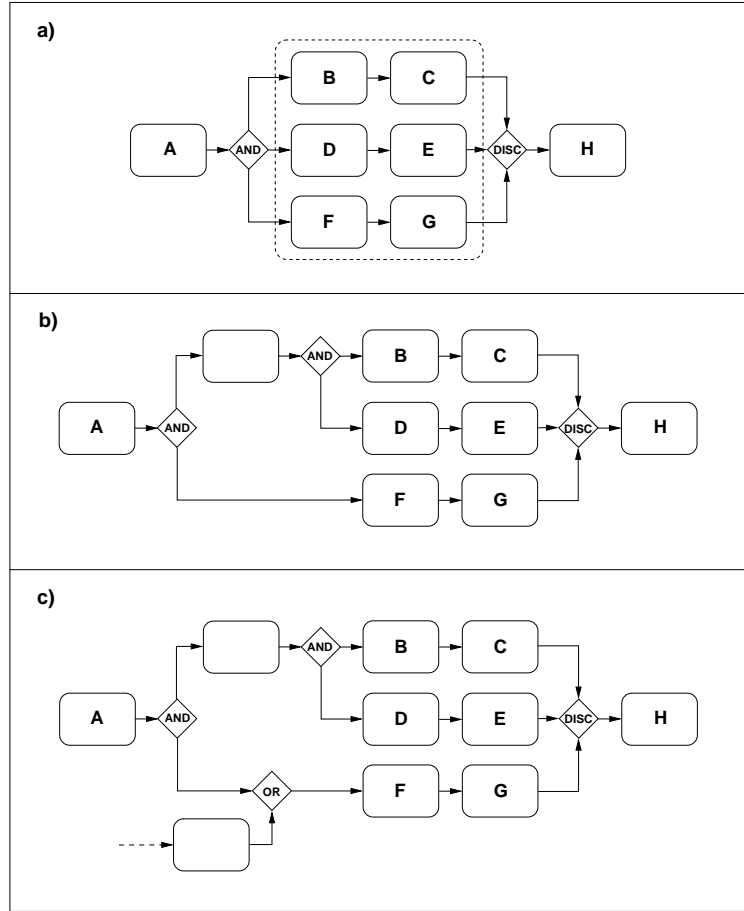 a)
B C
A AND D E DISC H
F G
b)
AND B C
A AND D E DISC H
F G
c)
AND B C
A AND D E DISC H
OR F G